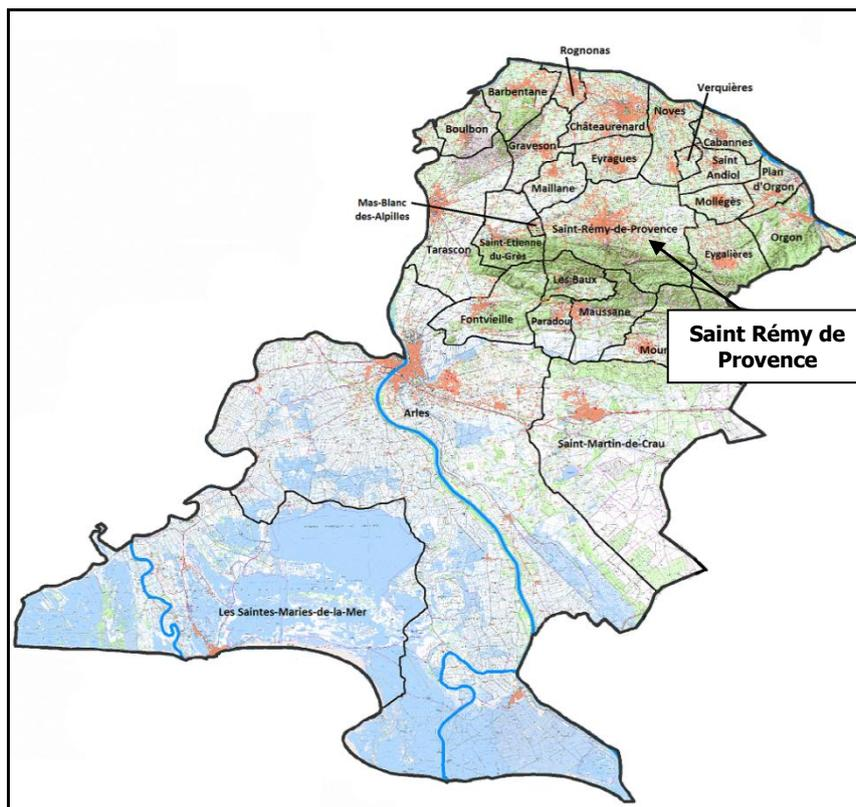 Rognonas
Barbentane
Verquières
Noves
Boulbon
Châteaurenard
Cabannes
Graveson
Eyragues
Saint
Andiol
Plan
d'Orgon
Maillane
Mollégès
Mas-Blanc
des-Alpilles
Saint-Rémy-de-Provence
Orgon
Tarascon
Saint-Etienne
du-Grès
Eygalières
Les Baux
Fontvieille
Paradou
Maussane
Mour
Saint Rémy de
Provence
Arles
Saint-Martin-de-Crau
Les Saintes-Maries-de-la-Mer